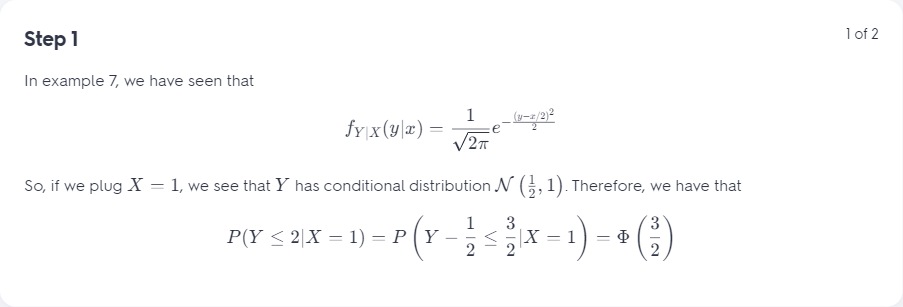 Step 1
1 of 2
In example 7, we have seen that
f_{Y|X}(y|x) = \frac{1}{\sqrt{2\pi}} e^{-\frac{(y-x/2)^2}{2}}
So, if we plug X = 1, we see that Y has conditional distribution \mathcal{N}\left(\frac{1}{2}, 1\right). Therefore, we have that
P(Y \leq 2|X = 1) = P\left(Y - \frac{1}{2} \leq \frac{3}{2}|X = 1\right) = \Phi\left(\frac{3}{2}\right)